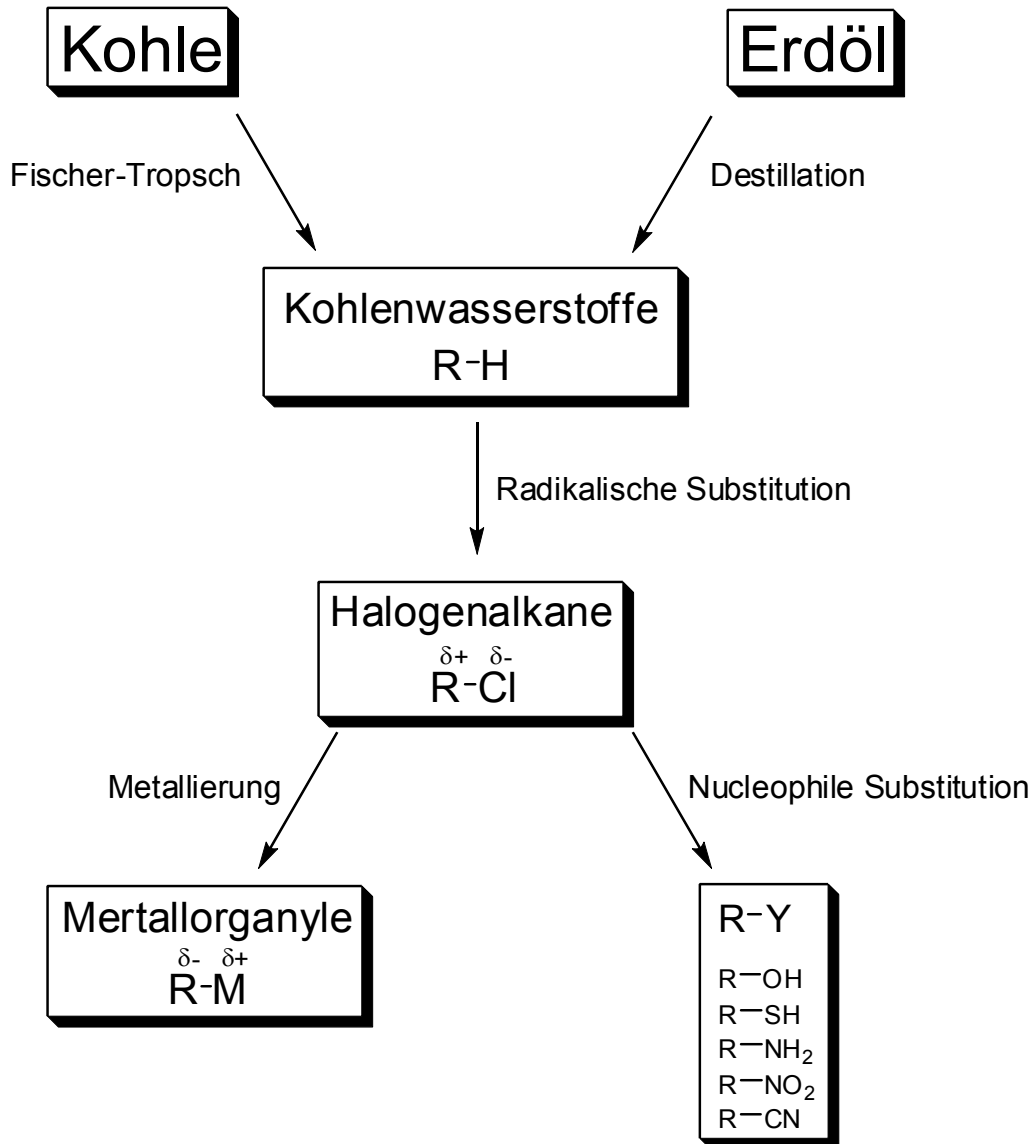 Kohle
Erdöl
Fischer-Tropsch
Destillation
Kohlenwasserstoffe
R-H
Radikalische Substitution
Halogenalkane
δ+ δ-
R-Cl
Metallierung
Nucleophile Substitution
Mertallorganyle
δ- δ+
R-M
R-Y
R-OH
R-SH
R-NH₂
R-NO₂
R-CN